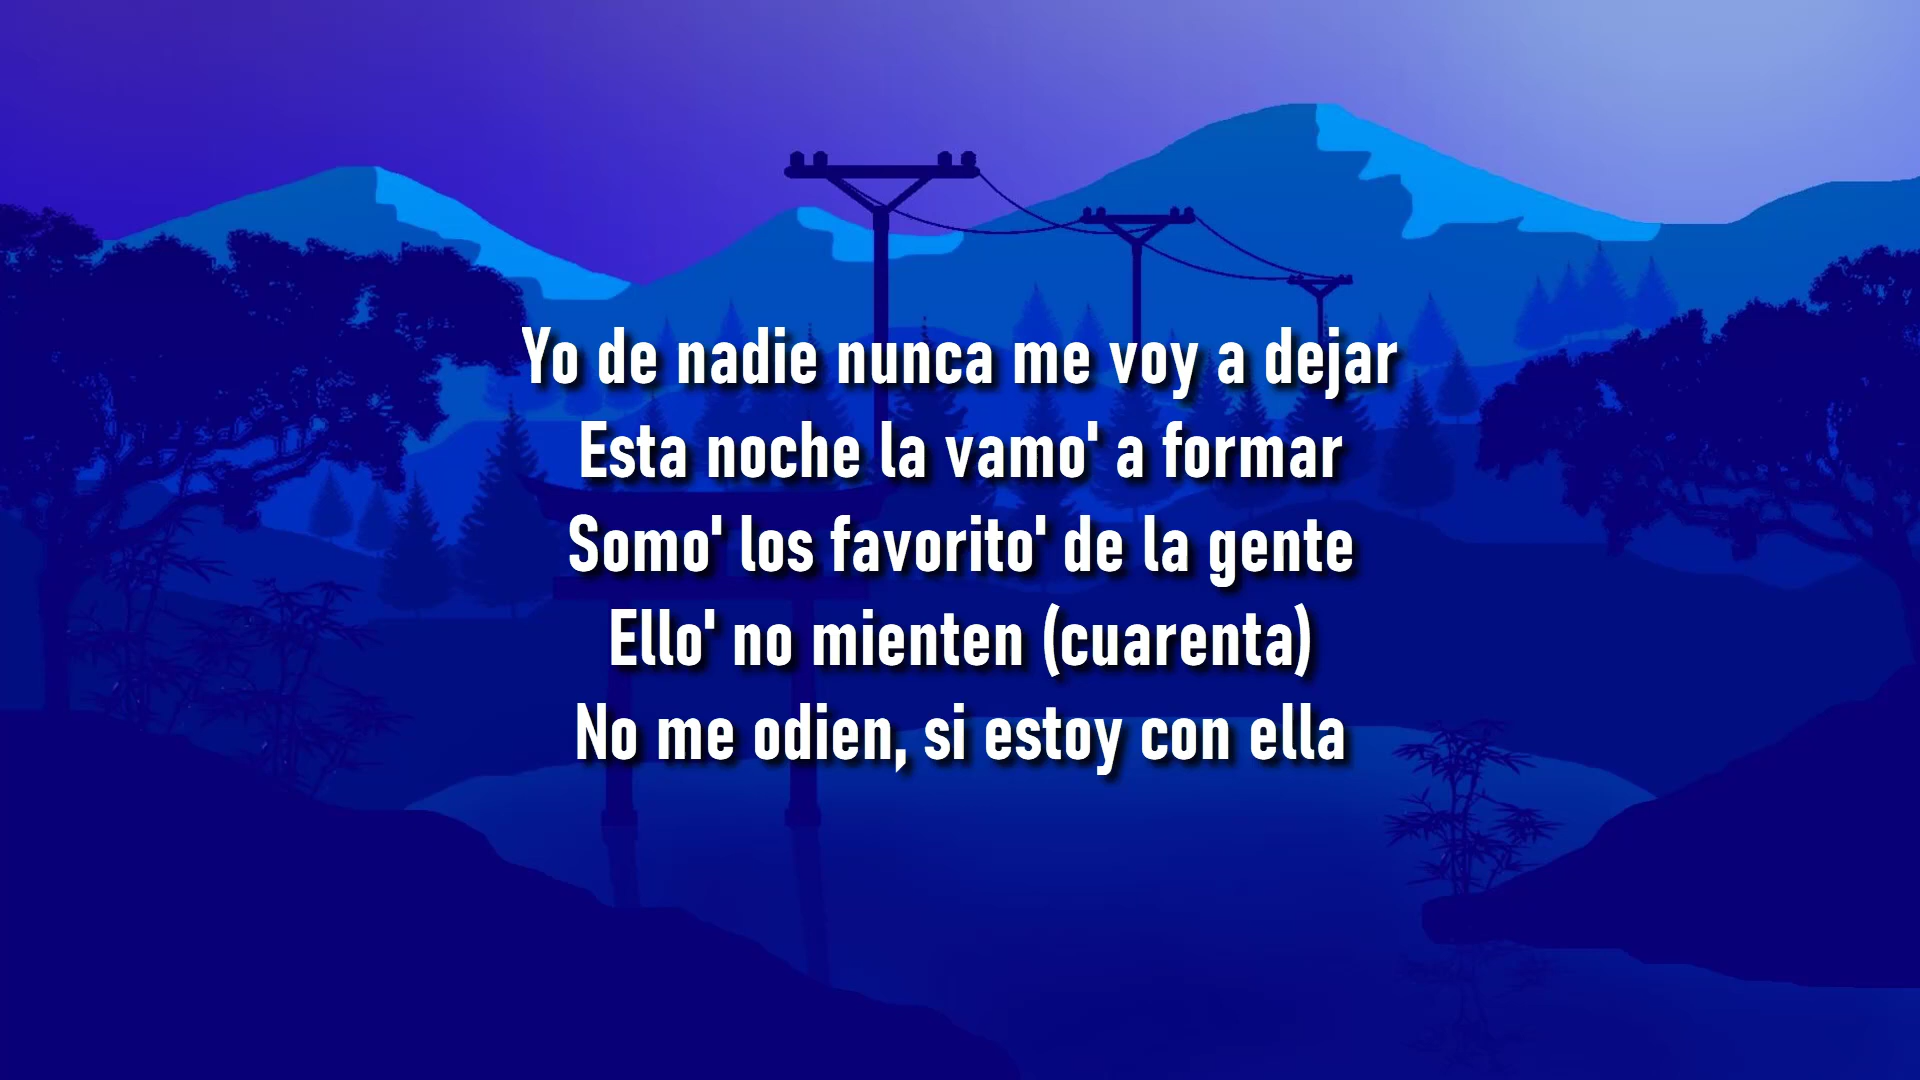 Yo de nadie nunca me voy a dejar
Esta noche la vamo' a formar
Somo' los favorito' de la gente
Ello' no mienten (cuarenta)
No me odien, si estoy con ella